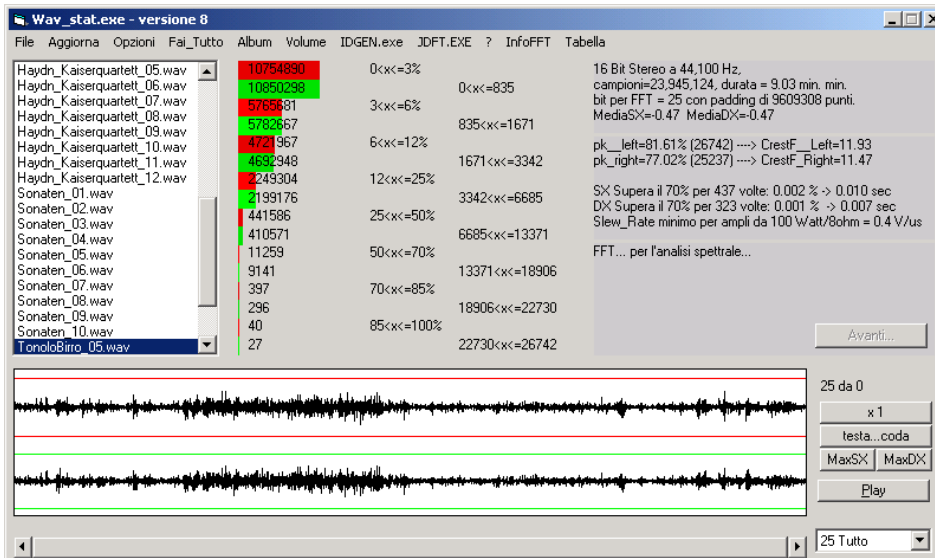 Wav_stat.exe - versione 8
File Aggiorna Opzioni Fai_Tutto Album Volume IDGEN.exe JDFT.EXE ? InfoFFT Tabella
Haydn_Kaiserquartett_05.wav
Haydn_Kaiserquartett_06.wav
Haydn_Kaiserquartett_07.wav
Haydn_Kaiserquartett_08.wav
Haydn_Kaiserquartett_09.wav
Haydn_Kaiserquartett_10.wav
Haydn_Kaiserquartett_11.wav
Haydn_Kaiserquartett_12.wav
Sonaten_01.wav
Sonaten_02.wav
Sonaten_03.wav
Sonaten_04.wav
Sonaten_05.wav
Sonaten_06.wav
Sonaten_07.wav
Sonaten_08.wav
Sonaten_09.wav
Sonaten_10.wav
TonoloBirro_05.wav
10754890 0<x<=3%
10850298 0<x<=835
5765681 3<x<=6%
5782667 835<x<=1671
4721967 6<x<=12%
4692948 1671<x<=3342
2249304 12<x<=25%
2199176 3342<x<=6685
441586 25<x<=50%
410571 6685<x<=13371
11259 50<x<=70%
9141 13371<x<=18906
397 70<x<=85%
296 18906<x<=22730
40 85<x<=100%
27 22730<x<=26742
16 Bit Stereo a 44,100 Hz,
campioni=23,945,124, durata = 9.03 min. min.
bit per FFT = 25 con padding di 9609308 punti.
MediaSX=-0.47 MediaDX=-0.47
pk__left=81.61% (26742) ----> CrestF__Left=11.93
pk_right=77.02% (25237) ----> CrestF_Right=11.47
SX Supera il 70% per 437 volte: 0.002 % -> 0.010 sec
DX Supera il 70% per 323 volte: 0.001 % -> 0.007 sec
Slew_Rate minimo per ampli da 100 Watt/8ohm = 0.4 V/us
FFT... per l'analisi spettrale...
Avanti...
25 da 0
x 1
testa...coda
MaxSX MaxDX
Play
25 Tutto